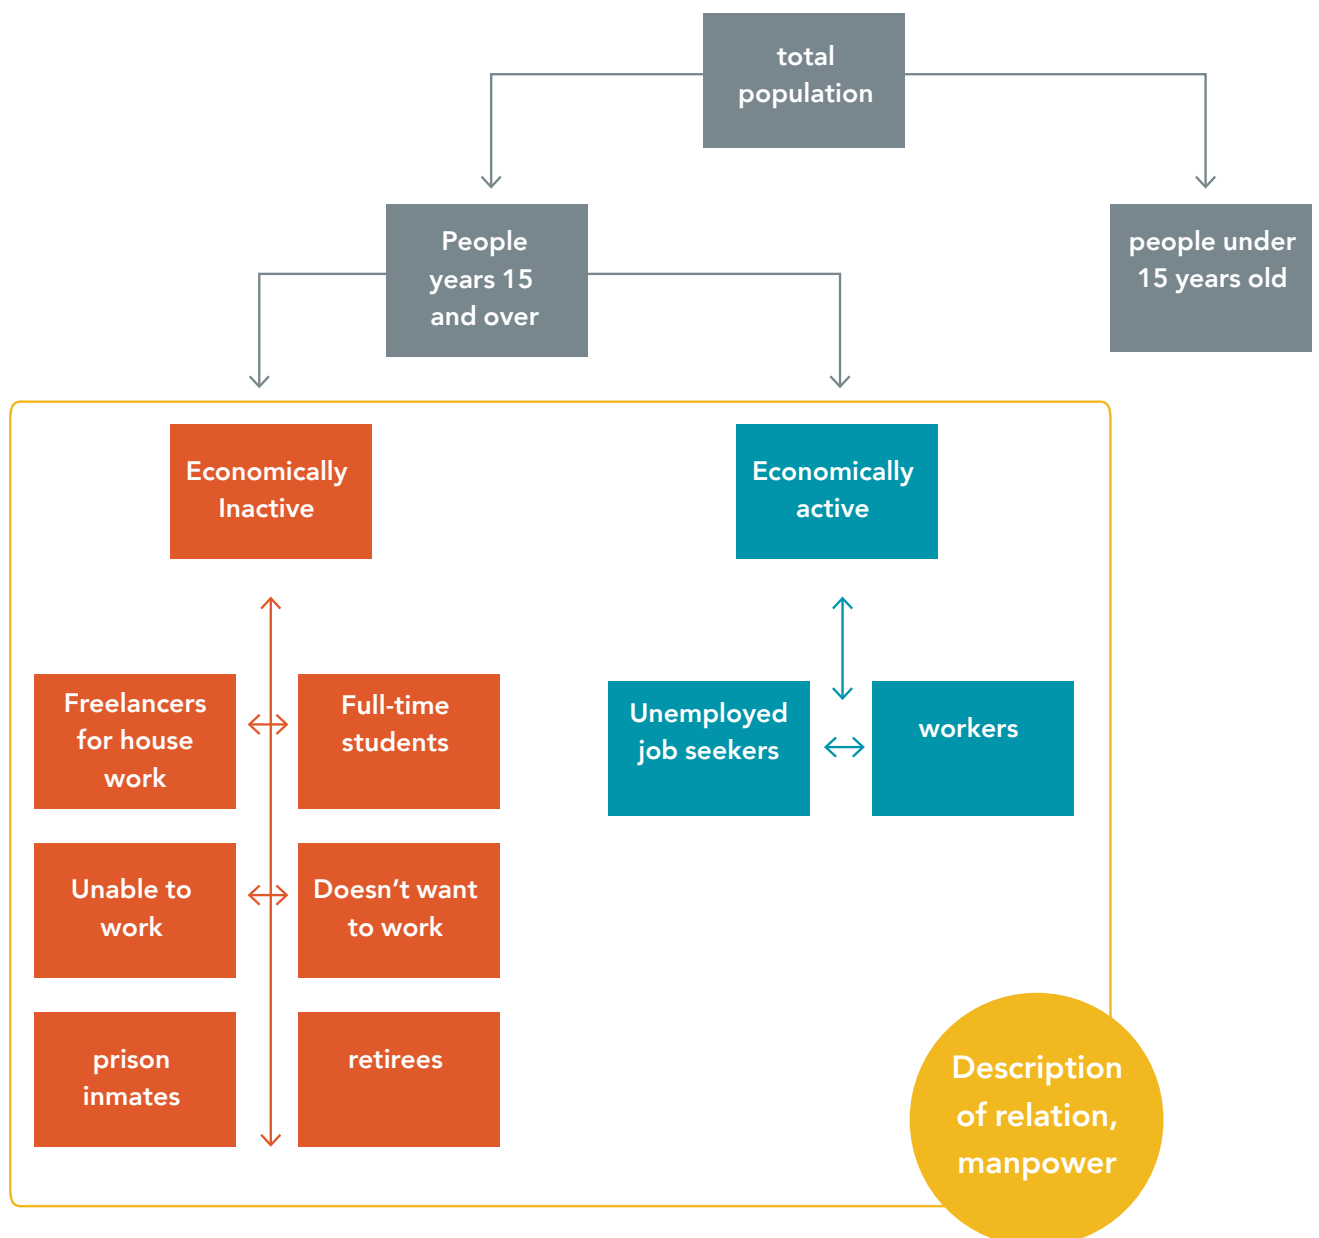 total
population
People
years 15
and over
people under
15 years old
Economically
Inactive
Economically
active
Freelancers
for house
work
Full-time
students
Unemployed
job seekers
workers
Unable to
work
Doesn’t want
to work
prison
inmates
retirees
Description
of relation,
manpower